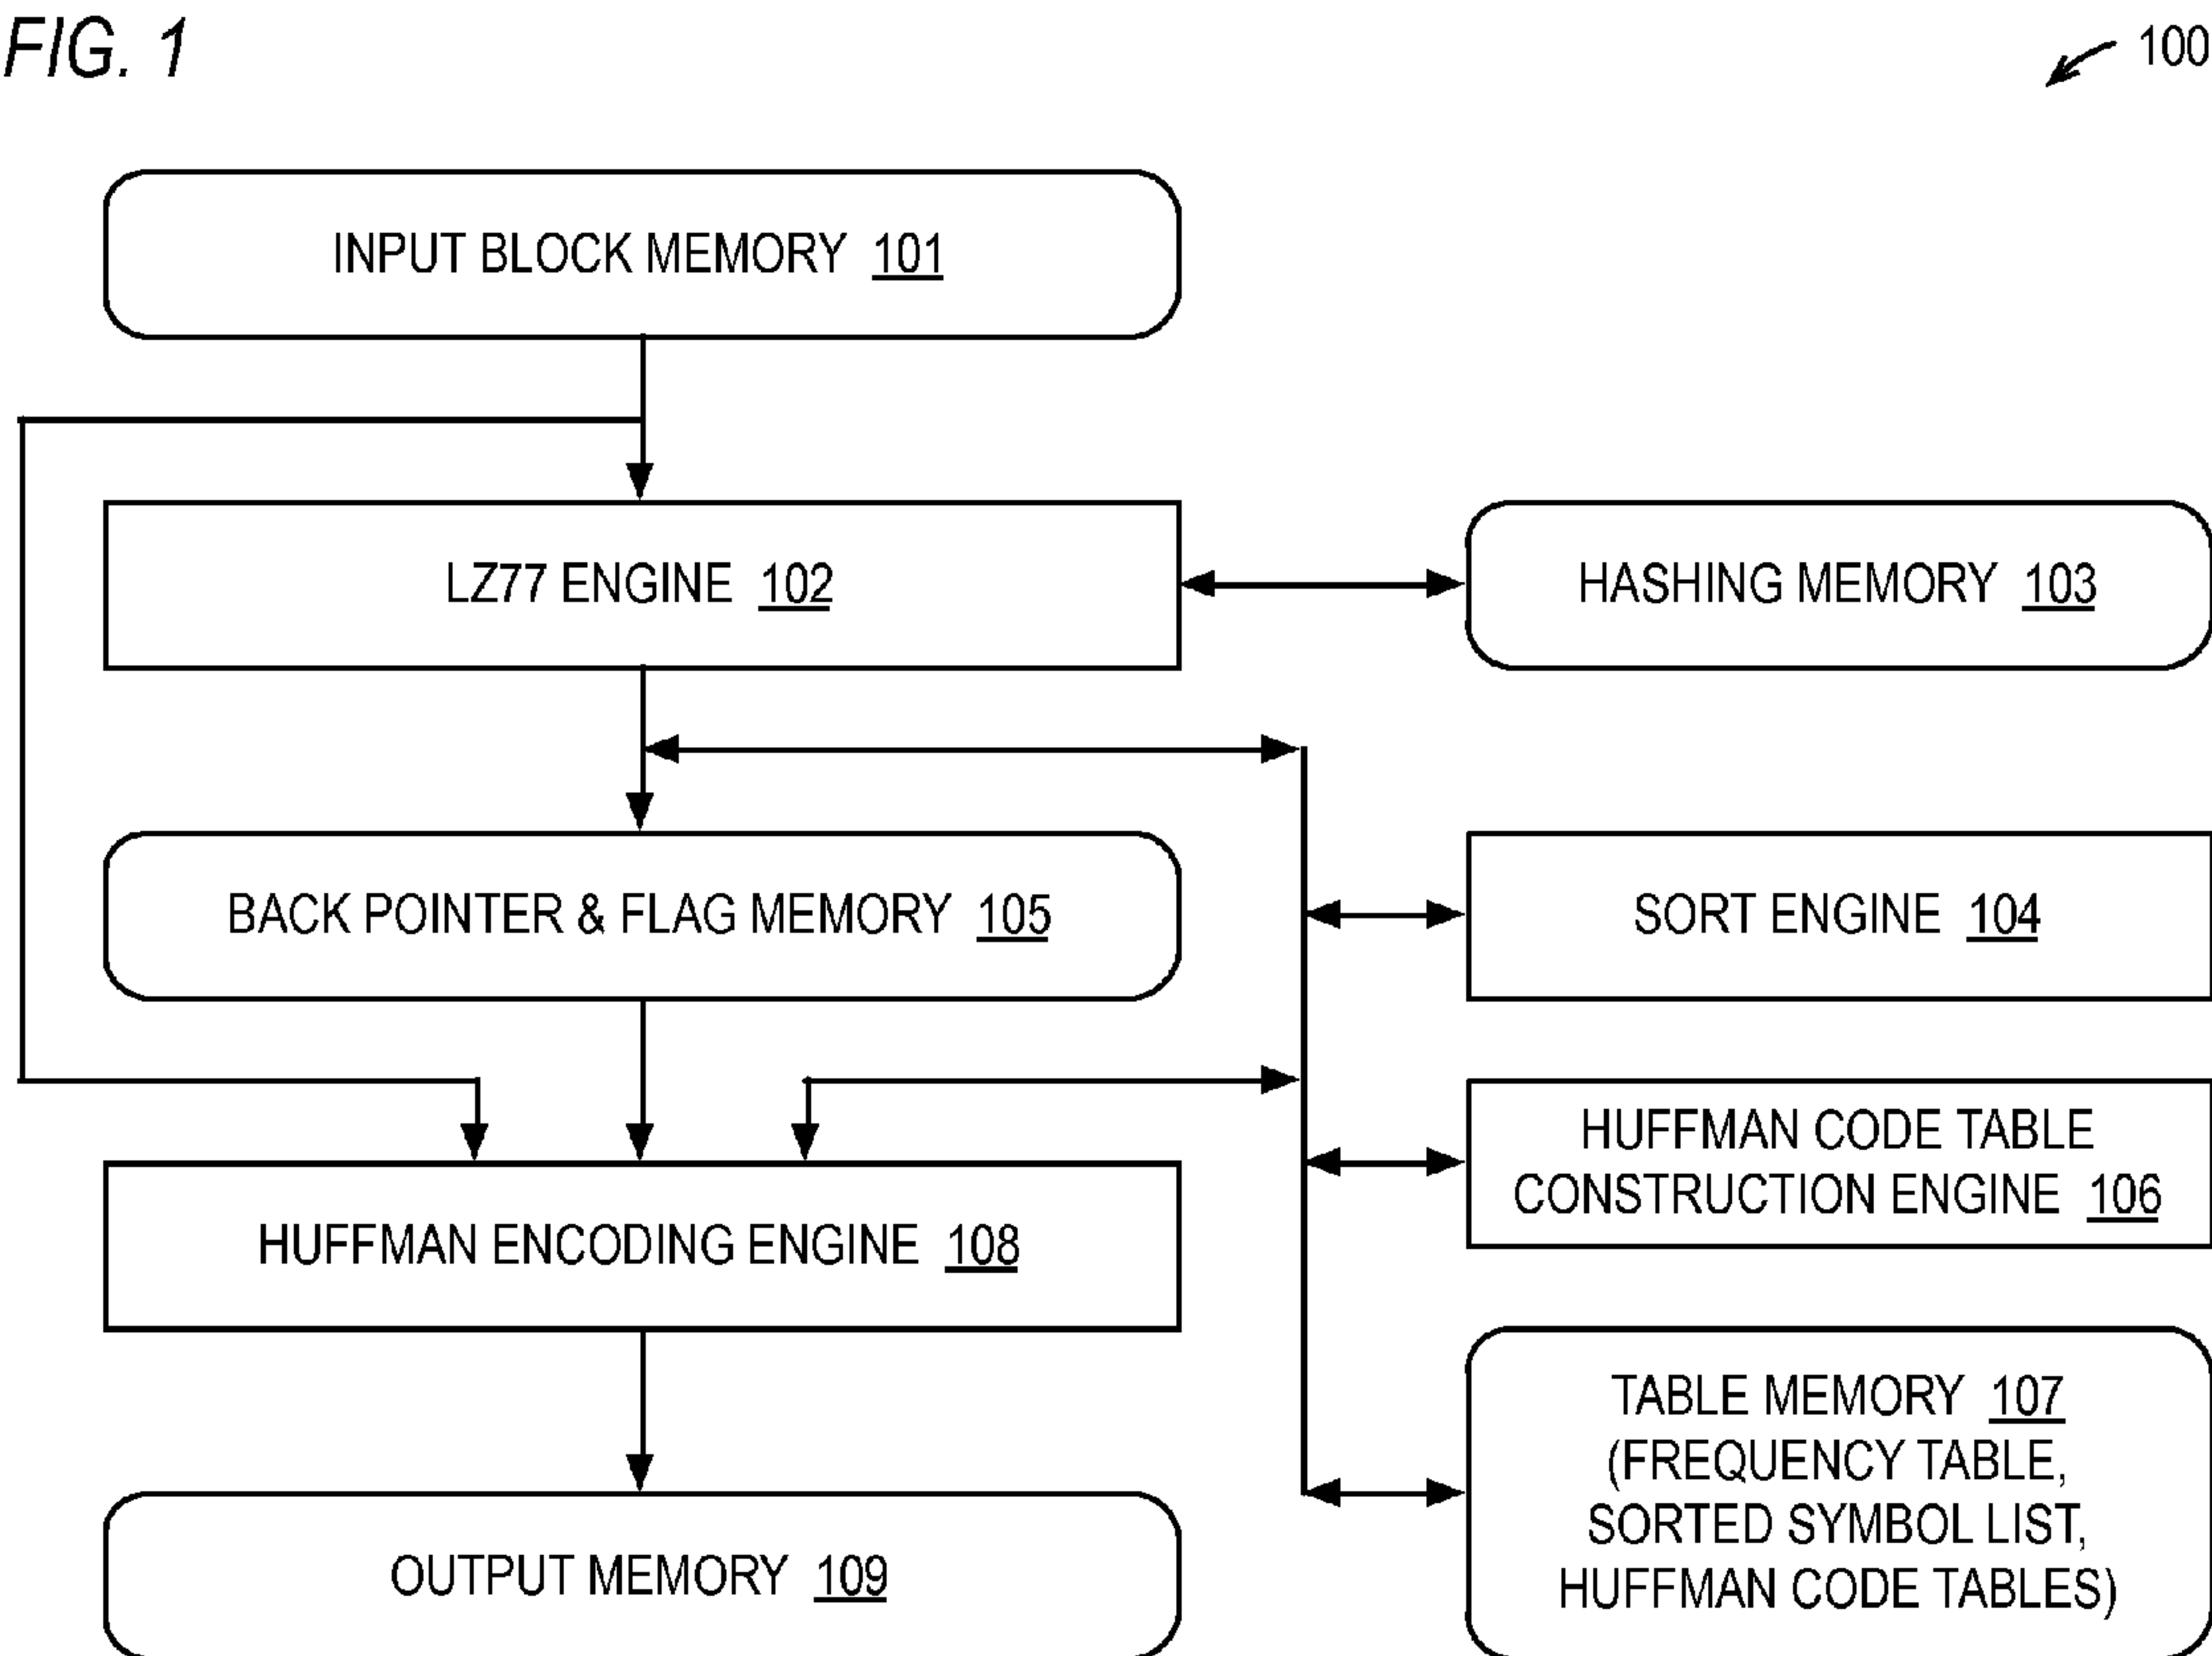 FIG. 1
100
INPUT BLOCK MEMORY 101
LZ77 ENGINE 102
HASHING MEMORY 103
BACK POINTER & FLAG MEMORY 105
SORT ENGINE 104
HUFFMAN CODE TABLE
CONSTRUCTION ENGINE 106
HUFFMAN ENCODING ENGINE 108
TABLE MEMORY 107
(FREQUENCY TABLE,
SORTED SYMBOL LIST,
HUFFMAN CODE TABLES)
OUTPUT MEMORY 109